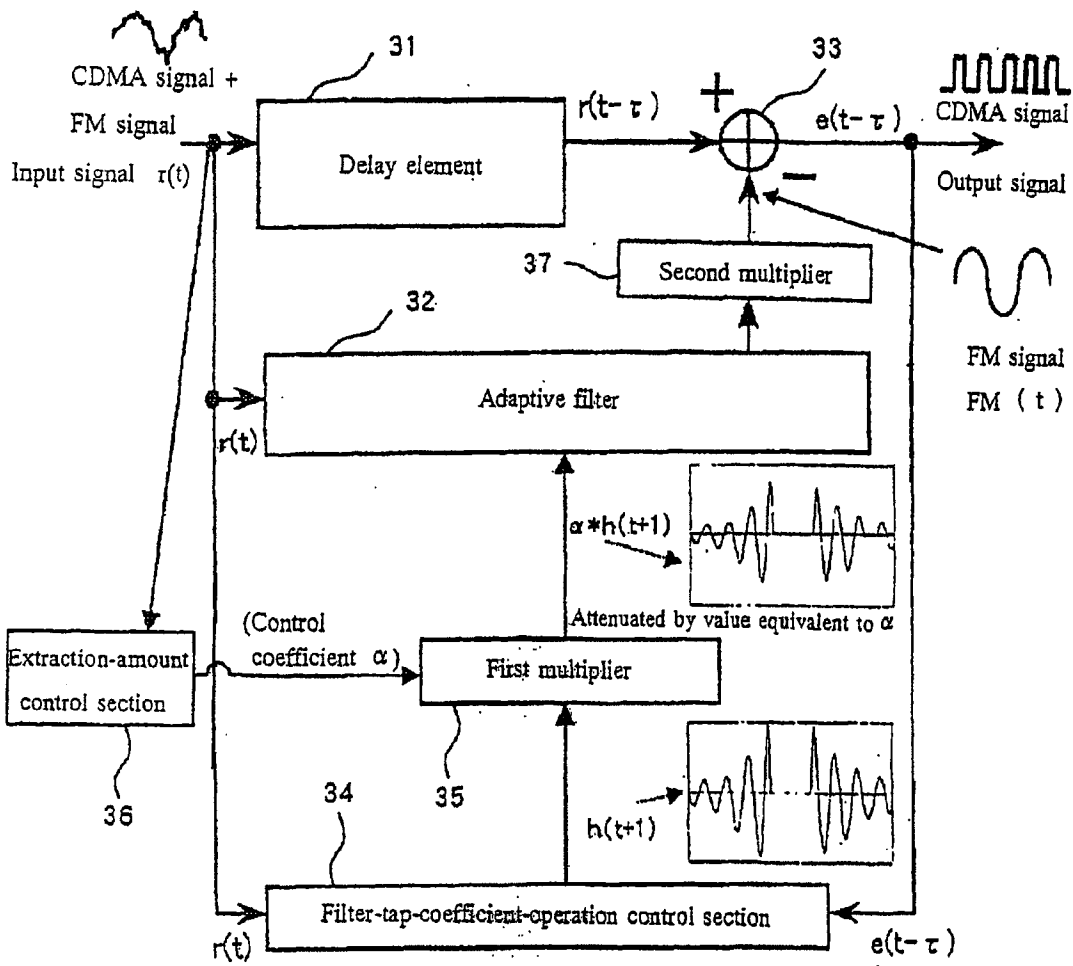 31
33
CDMA signal +
FM signal
Input signal r(t)
Delay element
r(t-τ)
+
e(t-τ)
CDMA signal
Output signal
−
37
Second multiplier
32
Adaptive filter
r(t)
FM signal
FM (t)
α*h(t+1)
Attenuated by value equivalent to α
(Control
coefficient α)
Extraction-amount
control section
36
First multiplier
35
34
h(t+1)
Filter-tap-coefficient-operation control section
r(t)
e(t-τ)